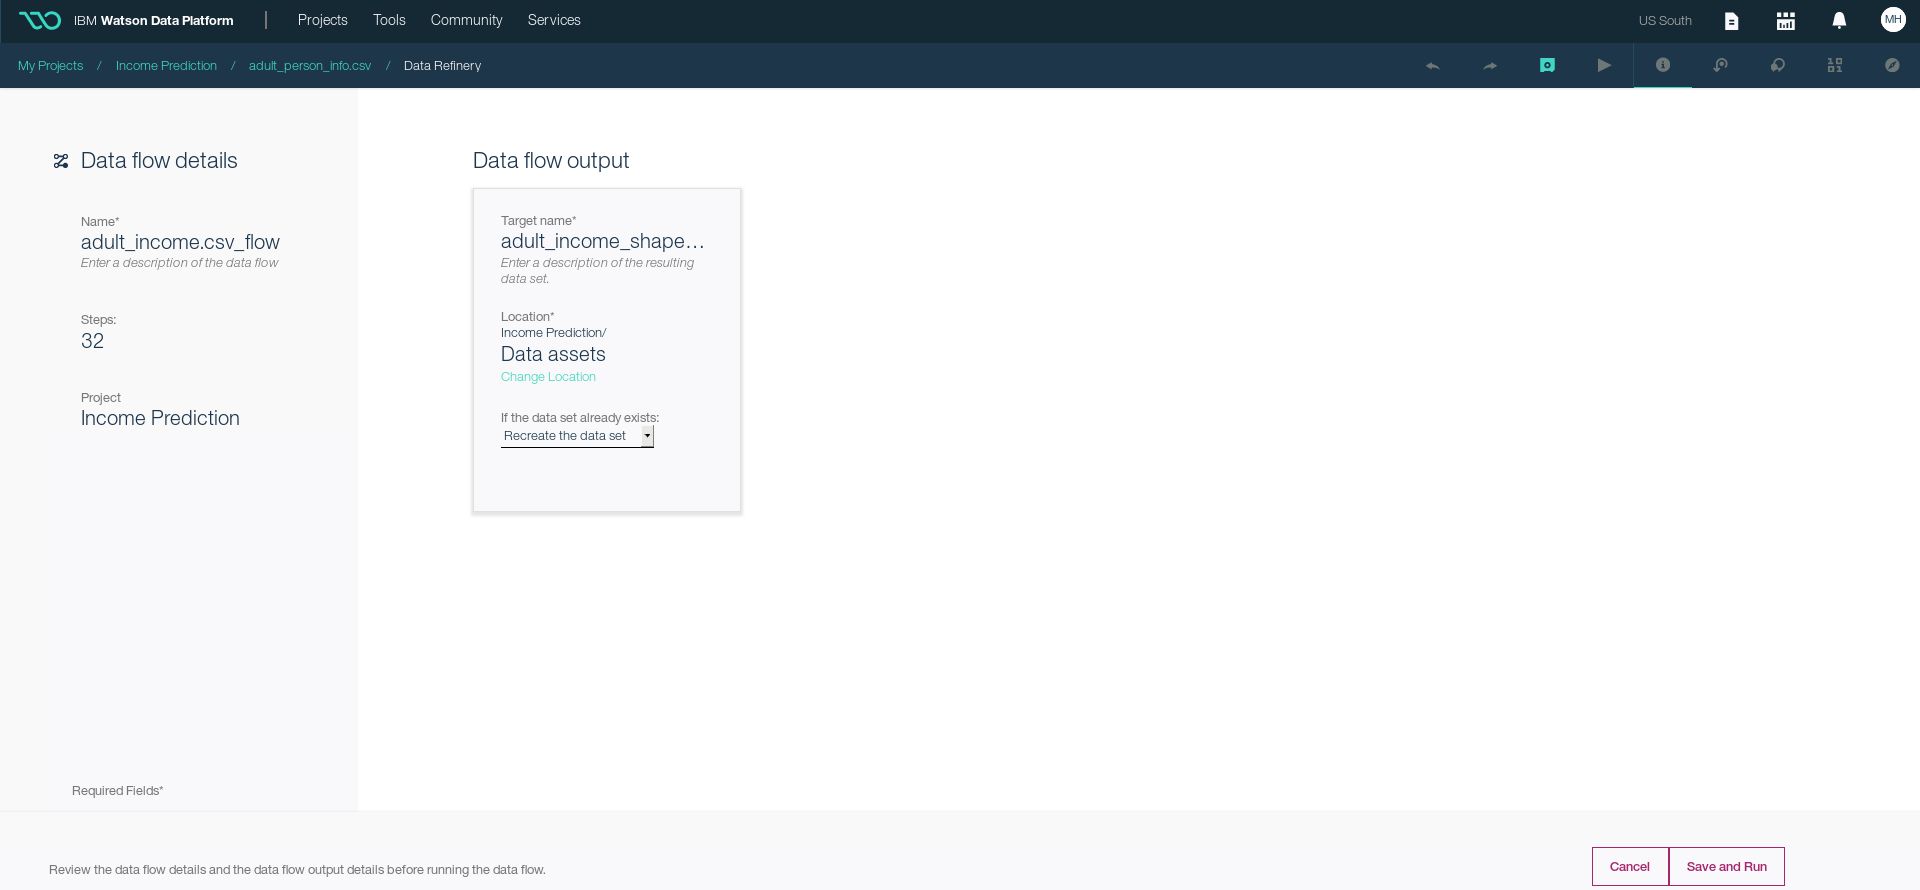 IBM Watson Data Platform | Projects Tools Community Services US South MH
My Projects / Income Prediction / adult_person_info.csv / Data Refinery
Data flow details
Name*
adult_income.csv_flow
Enter a description of the data flow
Steps:
32
Project
Income Prediction
Required Fields*
Data flow output
Target name*
adult_income_shape...
Enter a description of the resulting
data set.
Location*
Income Prediction/
Data assets
Change Location
If the data set already exists:
Recreate the data set
Review the data flow details and the data flow output details before running the data flow.
Cancel Save and Run